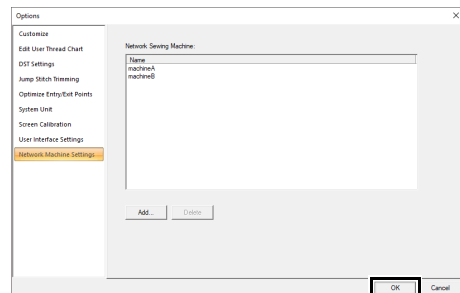 Options
Customize
Edit User Thread Chart
DST Settings
Jump Stitch Trimming
Optimize Entry/Exit Points
System Unit
Screen Calibration
User Interface Settings
Network Machine Settings
Network Sewing Machine:
Name
machineA
machineB
Add...
Delete
OK
Cancel